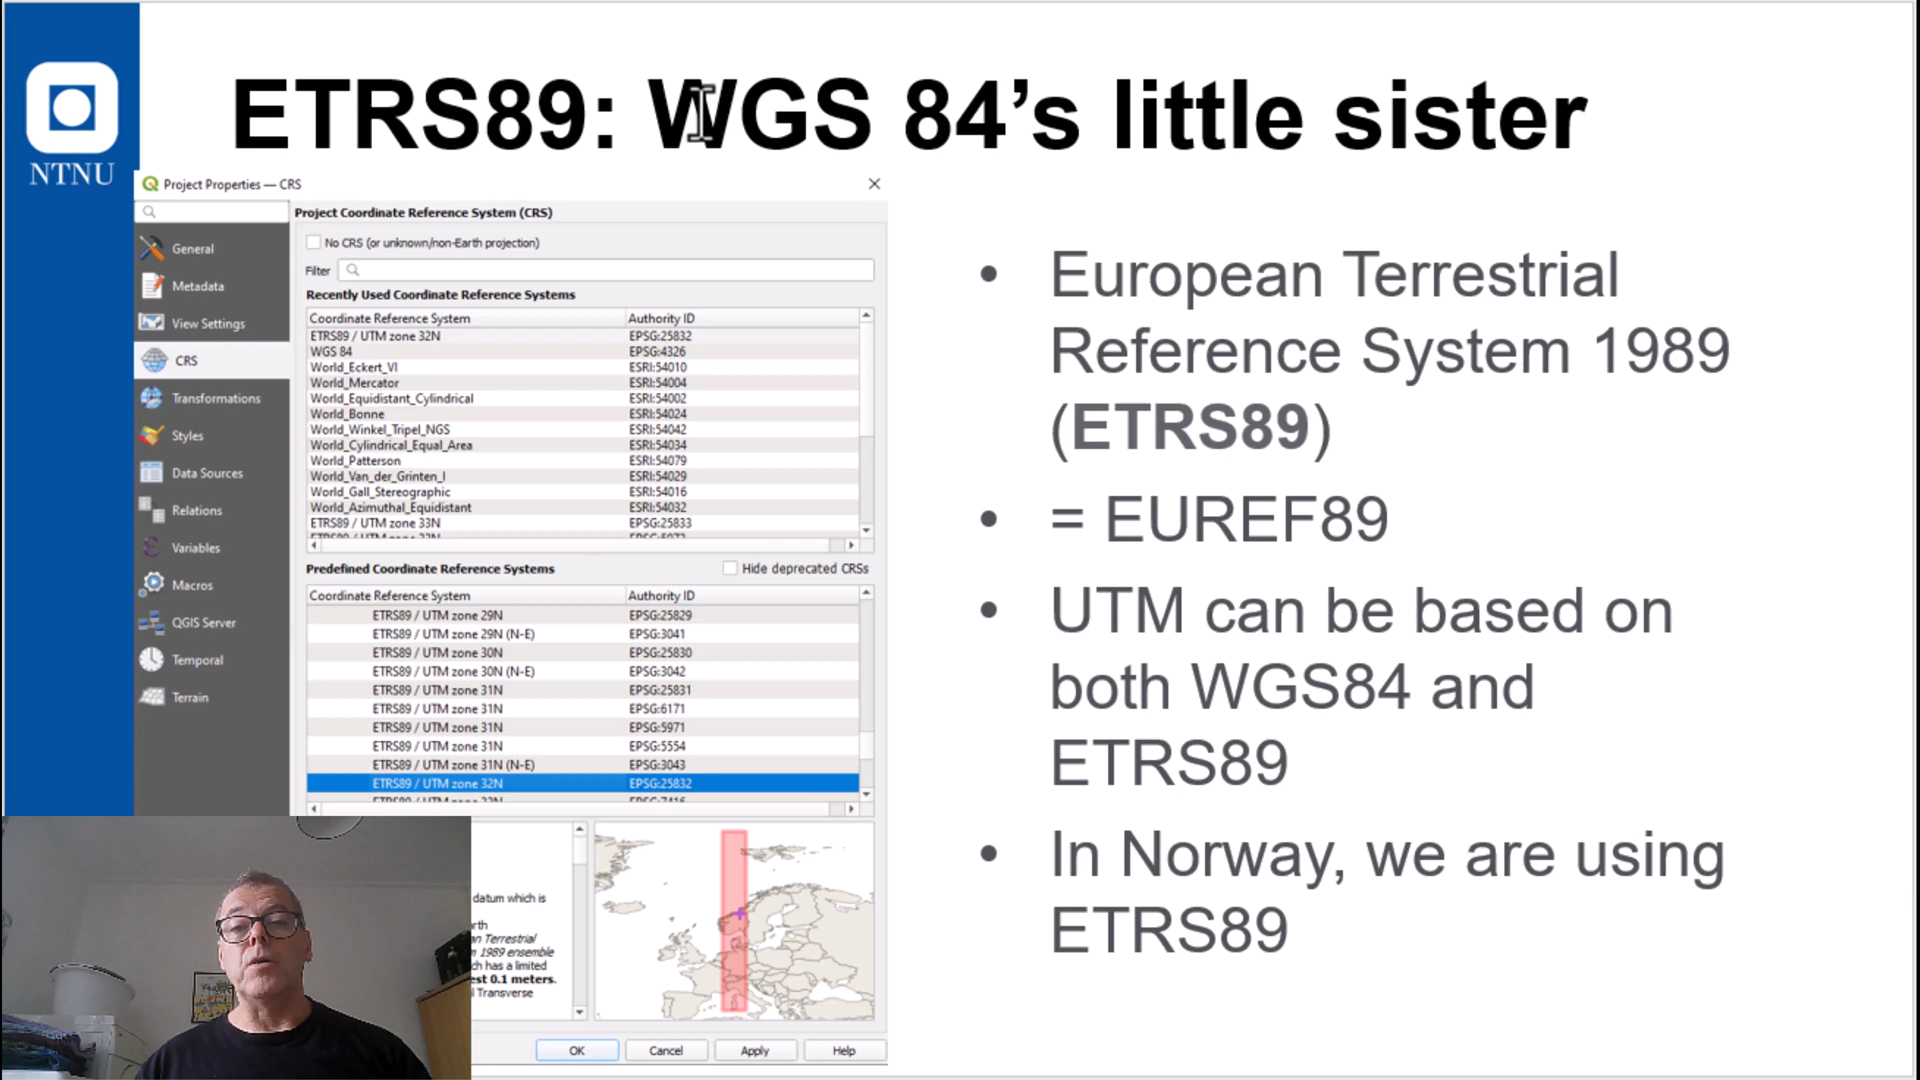 ETRS89: WGS 84’s little sister
NTNU
Project Properties — CRS
General
Metadata
View Settings
CRS
Transformations
Styles
Data Sources
Relations
Variables
Macros
QGIS Server
Temporal
Terrain
Project Coordinate Reference System (CRS)
No CRS (or unknown/non-Earth projection)
Filter
Recently Used Coordinate Reference Systems
Coordinate Reference System Authority ID
ETRS89 / UTM zone 32N EPSG:25832
WGS 84 EPSG:4326
World_Eckert_VI ESRI:54010
World_Mercator ESRI:54004
World_Equidistant_Cylindrical ESRI:54002
World_Bonne ESRI:54024
World_Winkel_Tripel_NGS ESRI:54042
World_Cylindrical_Equal_Area ESRI:54034
World_Patterson ESRI:54079
World_Van_der_Grinten_I ESRI:54029
World_Gall_Stereographic ESRI:54016
World_Azimuthal_Equidistant ESRI:54032
ETRS89 / UTM zone 33N EPSG:25833
Predefined Coordinate Reference Systems Hide deprecated CRSs
Coordinate Reference System Authority ID
ETRS89 / UTM zone 29N EPSG:25829
ETRS89 / UTM zone 29N (N-E) EPSG:3041
ETRS89 / UTM zone 30N EPSG:25830
ETRS89 / UTM zone 30N (N-E) EPSG:3042
ETRS89 / UTM zone 31N EPSG:25831
ETRS89 / UTM zone 31N EPSG:6171
ETRS89 / UTM zone 31N EPSG:5971
ETRS89 / UTM zone 31N EPSG:5554
ETRS89 / UTM zone 31N (N-E) EPSG:3043
ETRS89 / UTM zone 32N EPSG:25832
datum which is
rth
n Terrestrial
1989 ensemble
ch has a limited
est 0.1 meters.
l Transverse
OK Cancel Apply Help
• European Terrestrial
Reference System 1989
(ETRS89)
• = EUREF89
• UTM can be based on
both WGS84 and
ETRS89
• In Norway, we are using
ETRS89